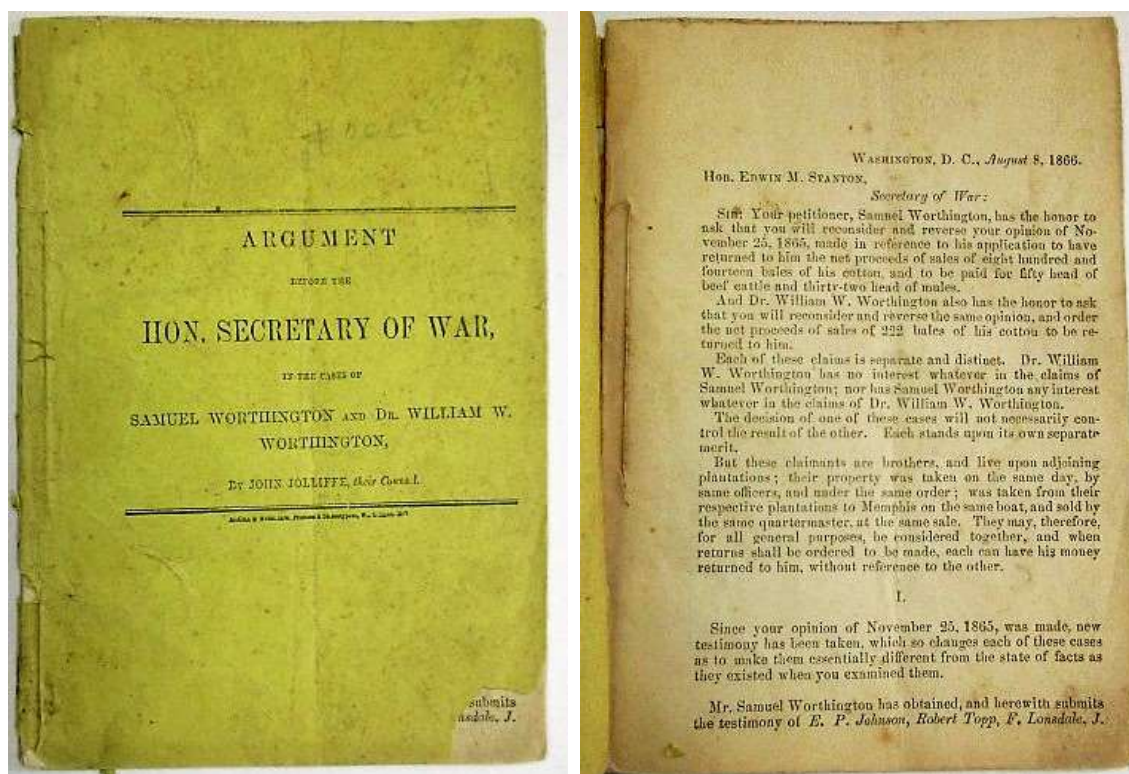 ARGUMENT
BEFORE THE
HON. SECRETARY OF WAR,
IN THE CASES OF
SAMUEL WORTHINGTON AND DR. WILLIAM W.
WORTHINGTON,
BY JOHN JOLLIFFE, their Counsel.
submits
nsdale, J.
WASHINGTON, D. C., August 8, 1866.
HON. EDWIN M. STANTON,
Secretary of War:
SIR: Your petitioner, Samuel Worthington, has the honor to
ask that you will reconsider and reverse your opinion of No-
vember 25, 1865, made in reference to his application to have
returned to him the net proceeds of sales of eight hundred and
fourteen bales of his cotton, and to be paid for fifty head of
beef cattle and thirty-two head of mules.
And Dr. William W. Worthington also has the honor to ask
that you will reconsider and reverse the same opinion, and order
the net proceeds of sales of 222 bales of his cotton to be re-
turned to him.
Each of these claims is separate and distinct. Dr. William
W. Worthington has no interest whatever in the claims of
Samuel Worthington; nor has Samuel Worthington any interest
whatever in the claims of Dr. William W. Worthington.
The decision of one of these cases will not necessarily con-
trol the result of the other. Each stands upon its own separate
merit.
But these claimants are brothers, and live upon adjoining
plantations; their property was taken on the same day, by
same officers, and under the same order; was taken from their
respective plantations to Memphis on the same boat, and sold by
the same quartermaster, at the same sale. They may, therefore,
for all general purposes, be considered together, and when
returns shall be ordered to be made, each can have his money
returned to him, without reference to the other.
I.
Since your opinion of November 25, 1865, was made, new
testimony has been taken, which so changes each of these cases
as to make them essentially different from the state of facts as
they existed when you examined them.
Mr. Samuel Worthington has obtained, and herewith submits
the testimony of E. P. Johnson, Robert Topp, F. Lonsdale, J.